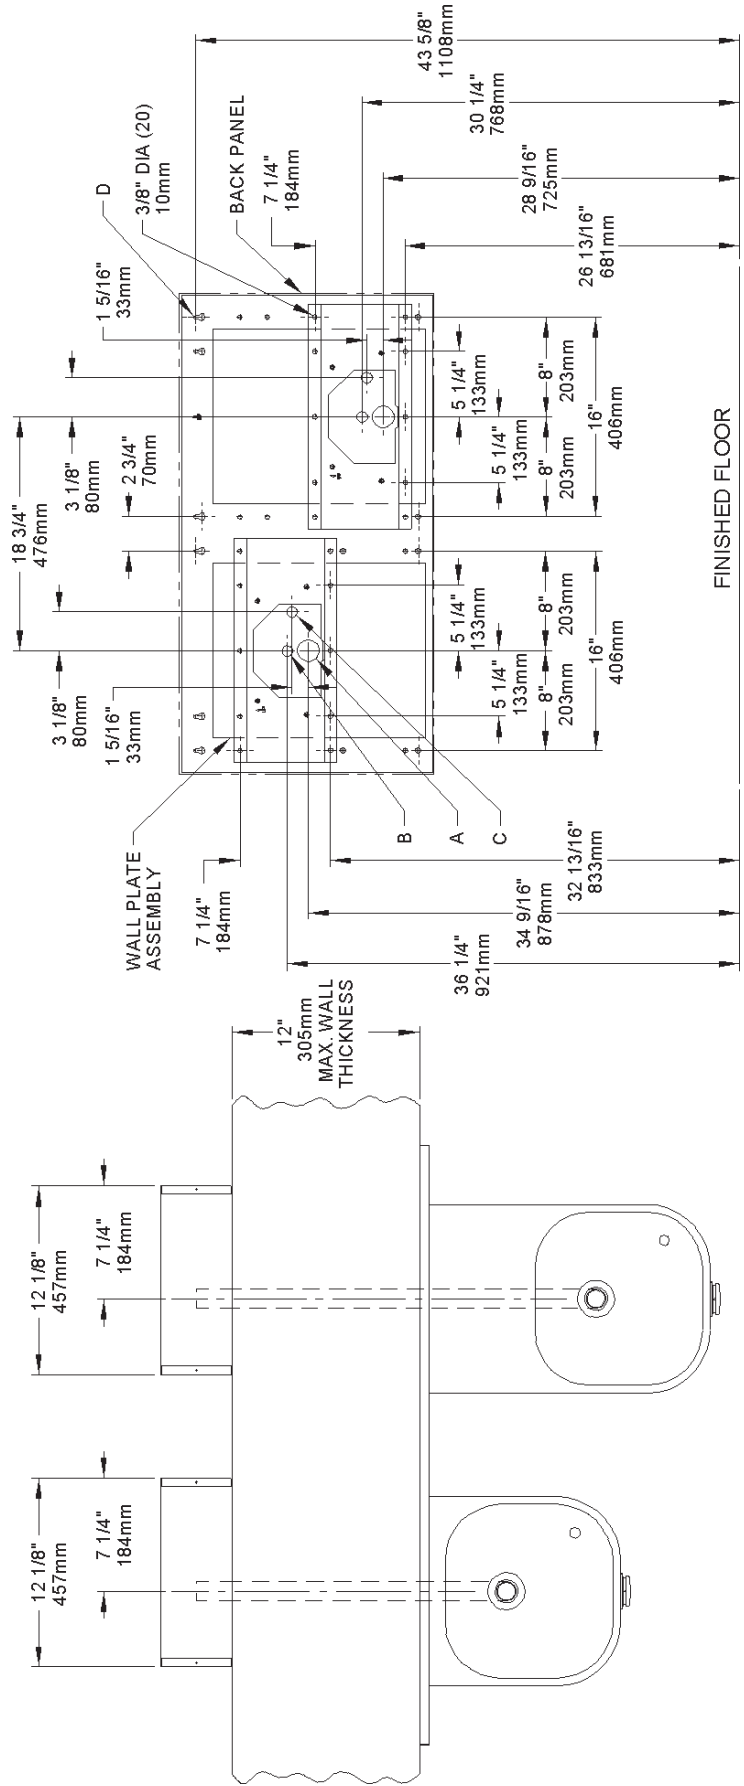 43 5/8"
1108mm
30 1/4"
768mm
28 9/16"
725mm
26 13/16"
681mm
D
3/8" DIA (20)
10mm
BACK PANEL
7 1/4"
184mm
1 5/16"
33mm
18 3/4"
476mm
3 1/8"
80mm
2 3/4"
70mm
3 1/8"
80mm
1 5/16"
33mm
WALL PLATE
ASSEMBLY
7 1/4"
184mm
5 1/4"
133mm
5 1/4"
133mm
8"
203mm
8"
203mm
16"
406mm
5 1/4"
133mm
5 1/4"
133mm
8"
203mm
8"
203mm
16"
406mm
B
A
C
32 13/16"
833mm
34 9/16"
878mm
36 1/4"
921mm
FINISHED FLOOR
12"
305mm
MAX. WALL
THICKNESS
12 1/8"
457mm
7 1/4"
184mm
12 1/8"
457mm
7 1/4"
184mm